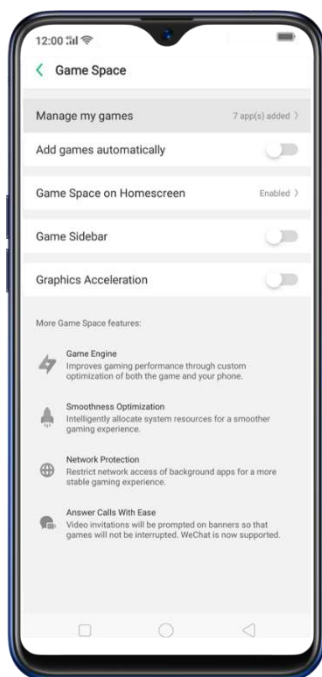 12:00
Game Space
Manage my games 7 app(s) added
Add games automatically
Game Space on Homescreen Enabled
Game Sidebar
Graphics Acceleration
More Game Space features:
Game Engine
Improves gaming performance through custom
optimization of both the game and your phone.
Smoothness Optimization
Intelligently allocate system resources for a smoother
gaming experience.
Network Protection
Restrict network access of background apps for a more
stable gaming experience.
Answer Calls With Ease
Video invitations will be prompted on banners so that
games will not be interrupted. WeChat is now supported.